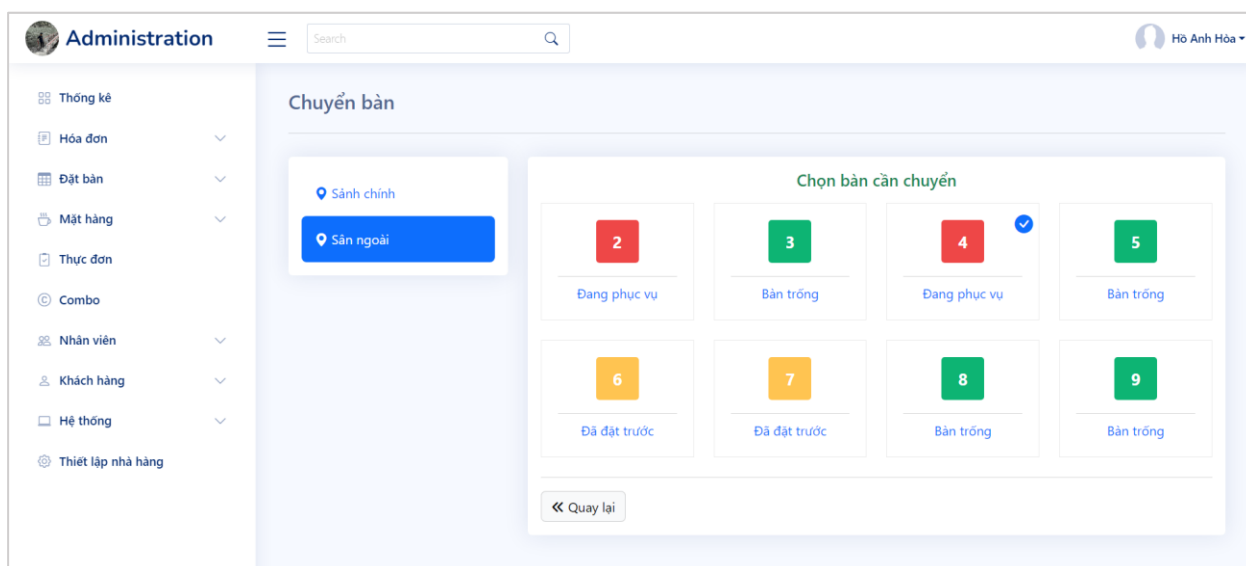 Administration
Search
Hồ Anh Hòa
Thống kê
Hóa đơn
Đặt bàn
Mặt hàng
Thực đơn
Combo
Nhân viên
Khách hàng
Hệ thống
Thiết lập nhà hàng
Chuyển bàn
Sảnh chính
Sân ngoài
Chọn bàn cần chuyển
2 3 4 5
Đang phục vụ Bàn trống Đang phục vụ Bàn trống
6 7 8 9
Đã đặt trước Đã đặt trước Bàn trống Bàn trống
Quay lại